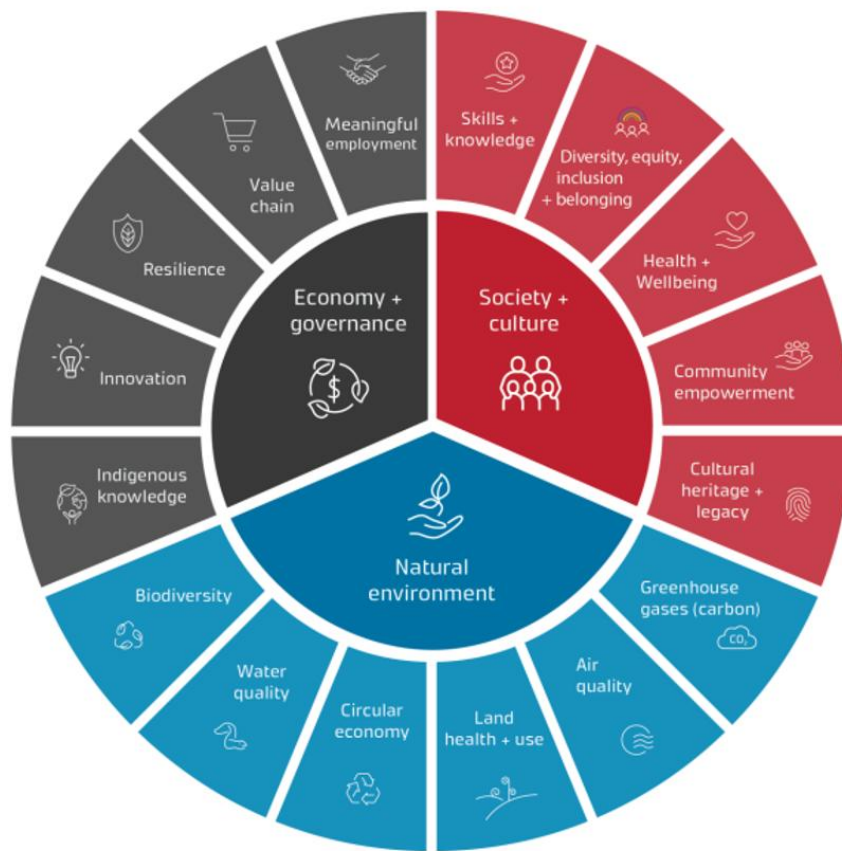 Meaningful
employment
Skills +
knowledge
Diversity, equity,
inclusion
+ belonging
Value
chain
Health +
Wellbeing
Resilience
Economy +
governance
$
Society +
culture
Innovation
Community
empowerment
Indigenous
knowledge
Cultural
heritage +
legacy
Natural
environment
Biodiversity
Greenhouse
gases (carbon)
CO₂
Water
quality
Air
quality
Circular
economy
Land
health + use